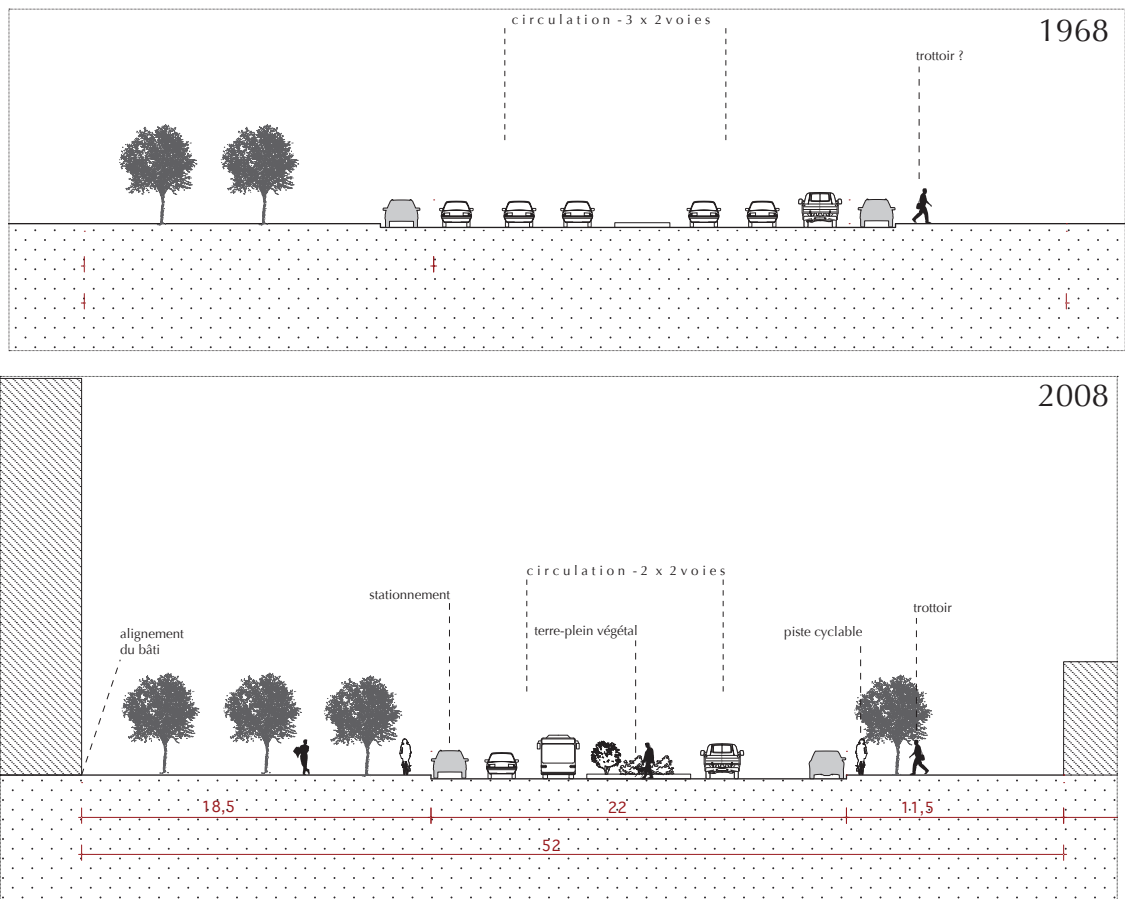 circulation - 3 x 2 voies
1968
trottoir ?
2008
circulation - 2 x 2 voies
stationnement
trottoir
terre-plein végétal
piste cyclable
alignement
du bâti
18,5
22
11,5
52